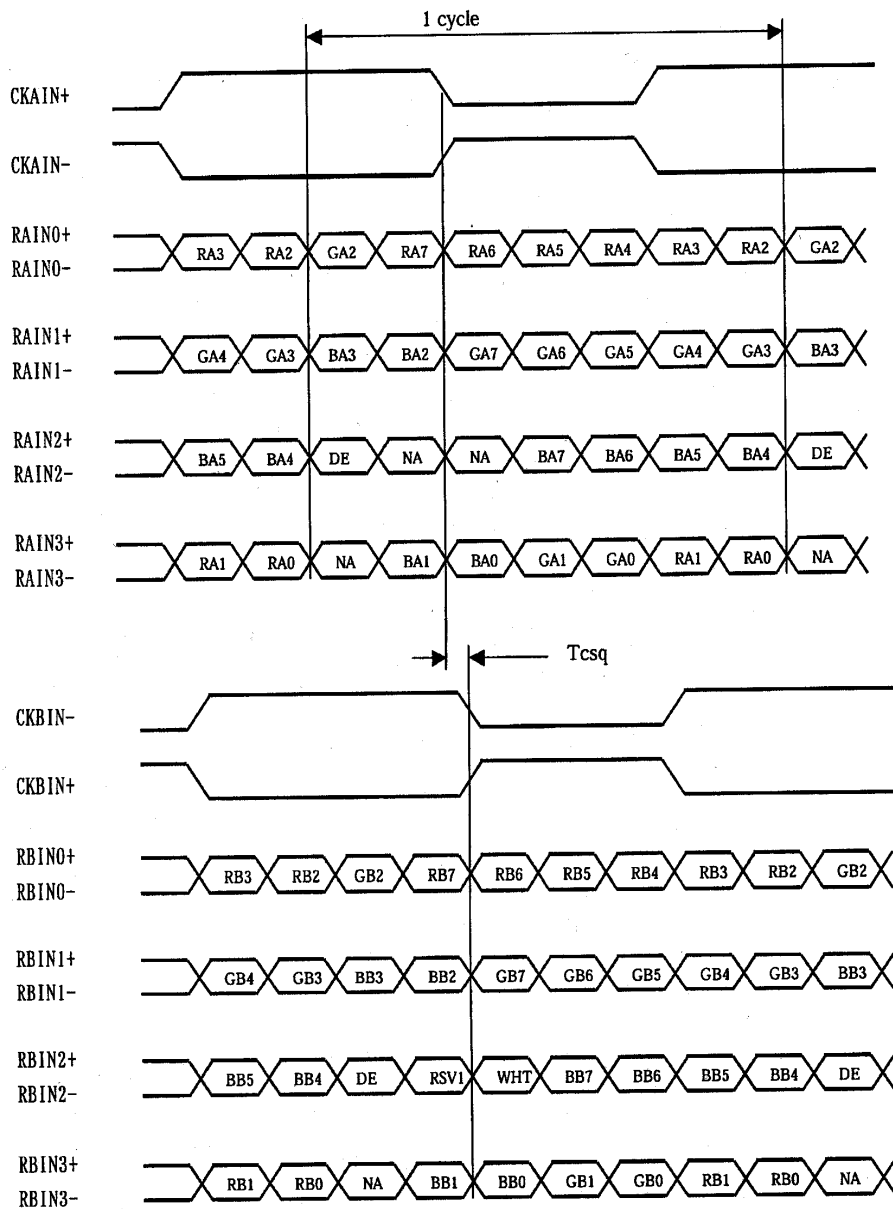 1 cycle
CKAIN+
CKAIN-
RAIN0+
RA3 RA2 GA2 RA7 RA6 RA5 RA4 RA3 RA2 GA2
RAIN0-
RAIN1+
GA4 GA3 BA3 BA2 GA7 GA6 GA5 GA4 GA3 BA3
RAIN1-
RAIN2+
BA5 BA4 DE NA NA BA7 BA6 BA5 BA4 DE
RAIN2-
RAIN3+
RA1 RA0 NA BA1 BA0 GA1 GA0 RA1 RA0 NA
RAIN3-
Tcsq
CKBIN-
CKBIN+
RBIN0+
RB3 RB2 GB2 RB7 RB6 RB5 RB4 RB3 RB2 GB2
RBIN0-
RBIN1+
GB4 GB3 BB3 BB2 GB7 GB6 GB5 GB4 GB3 BB3
RBIN1-
RBIN2+
BB5 BB4 DE RSV1 WHT BB7 BB6 BB5 BB4 DE
RBIN2-
RBIN3+
RB1 RB0 NA BB1 BB0 GB1 GB0 RB1 RB0 NA
RBIN3-